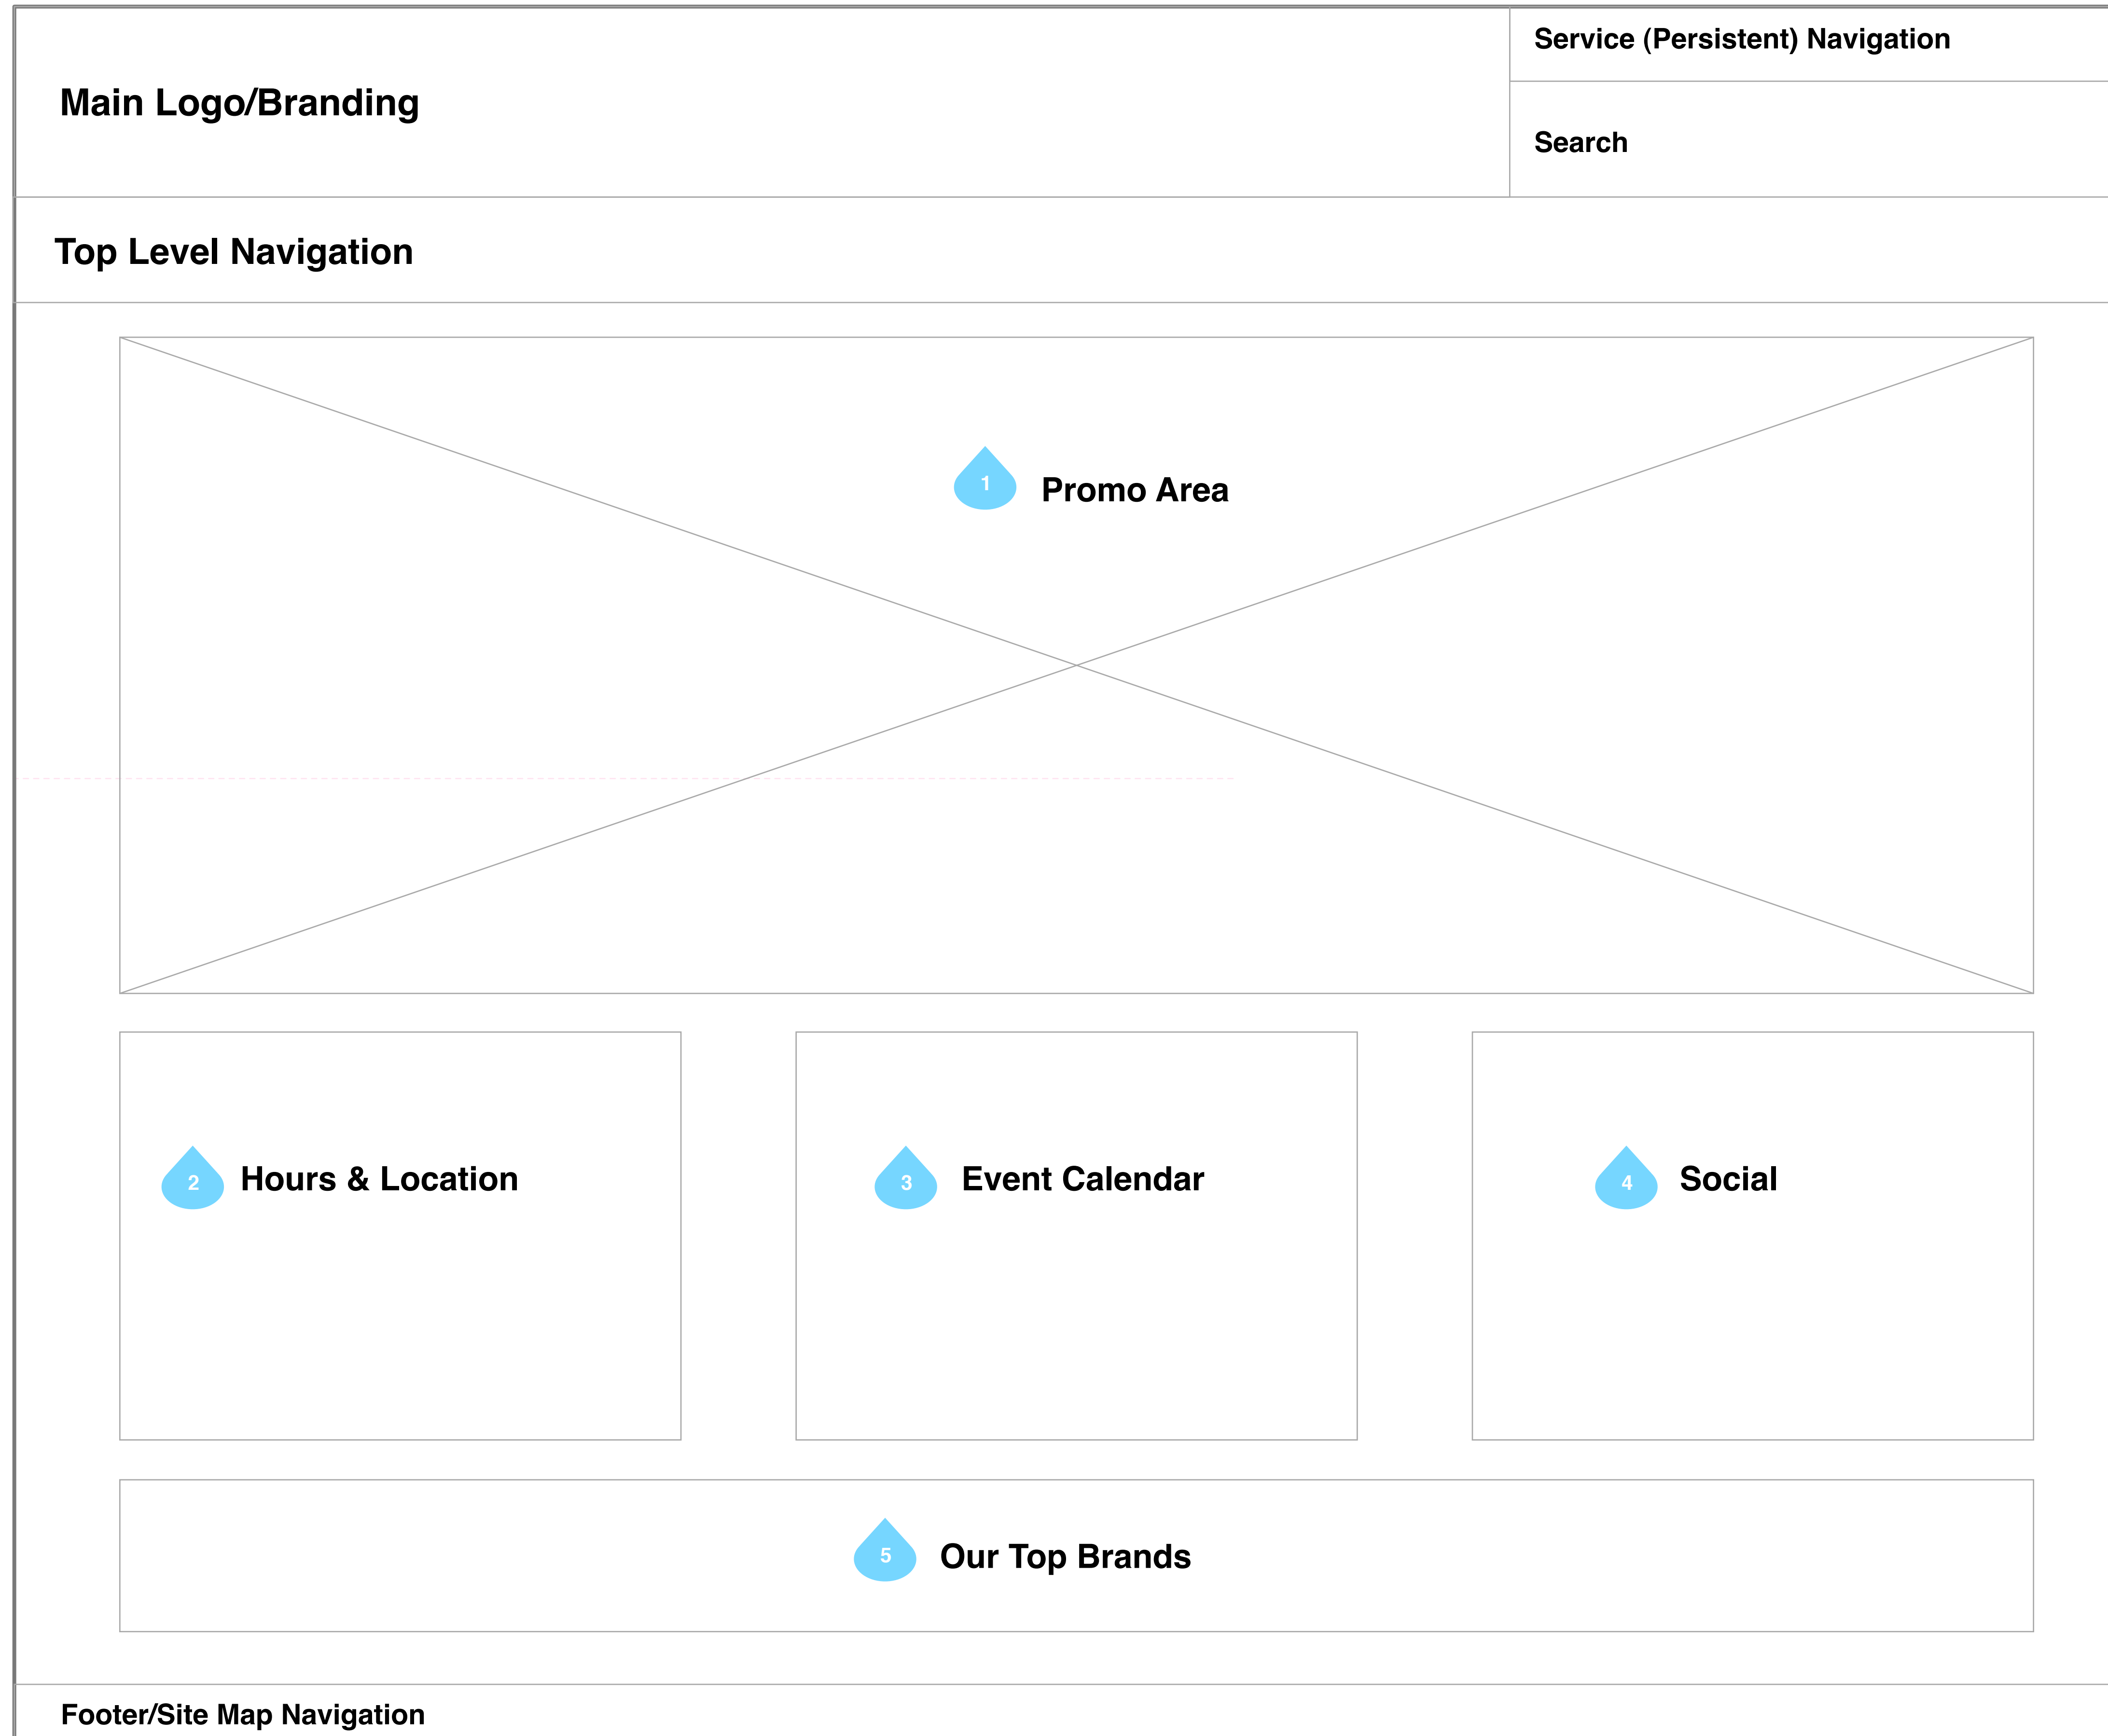 Main Logo/Branding
Service (Persistent) Navigation
Search
Top Level Navigation
1 Promo Area
2 Hours & Location
3 Event Calendar
4 Social
5 Our Top Brands
Footer/Site Map Navigation